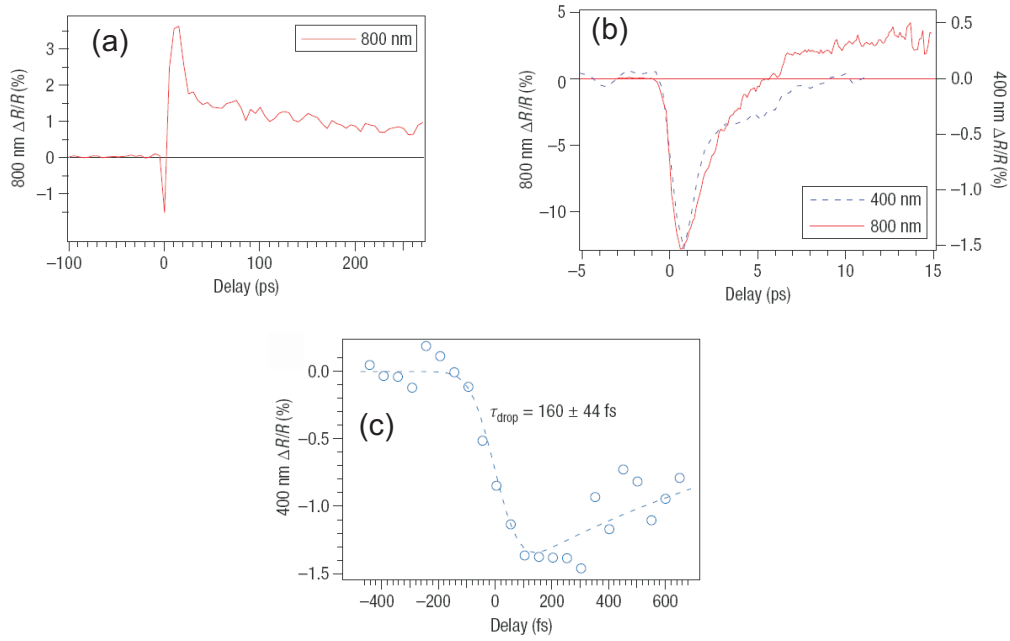 (a)
800 nm
3
2
1
0
−1
800 nm ΔR/R (%)
−100
0
100
200
Delay (ps)
(b)
5
0
−5
−10
800 nm ΔR/R (%)
0.5
0.0
−0.5
−1.0
−1.5
400 nm ΔR/R (%)
400 nm
800 nm
−5
0
5
10
15
Delay (ps)
(c)
τdrop = 160 ± 44 fs
0.0
−0.5
−1.0
−1.5
400 nm ΔR/R (%)
−400
−200
0
200
400
600
Delay (fs)